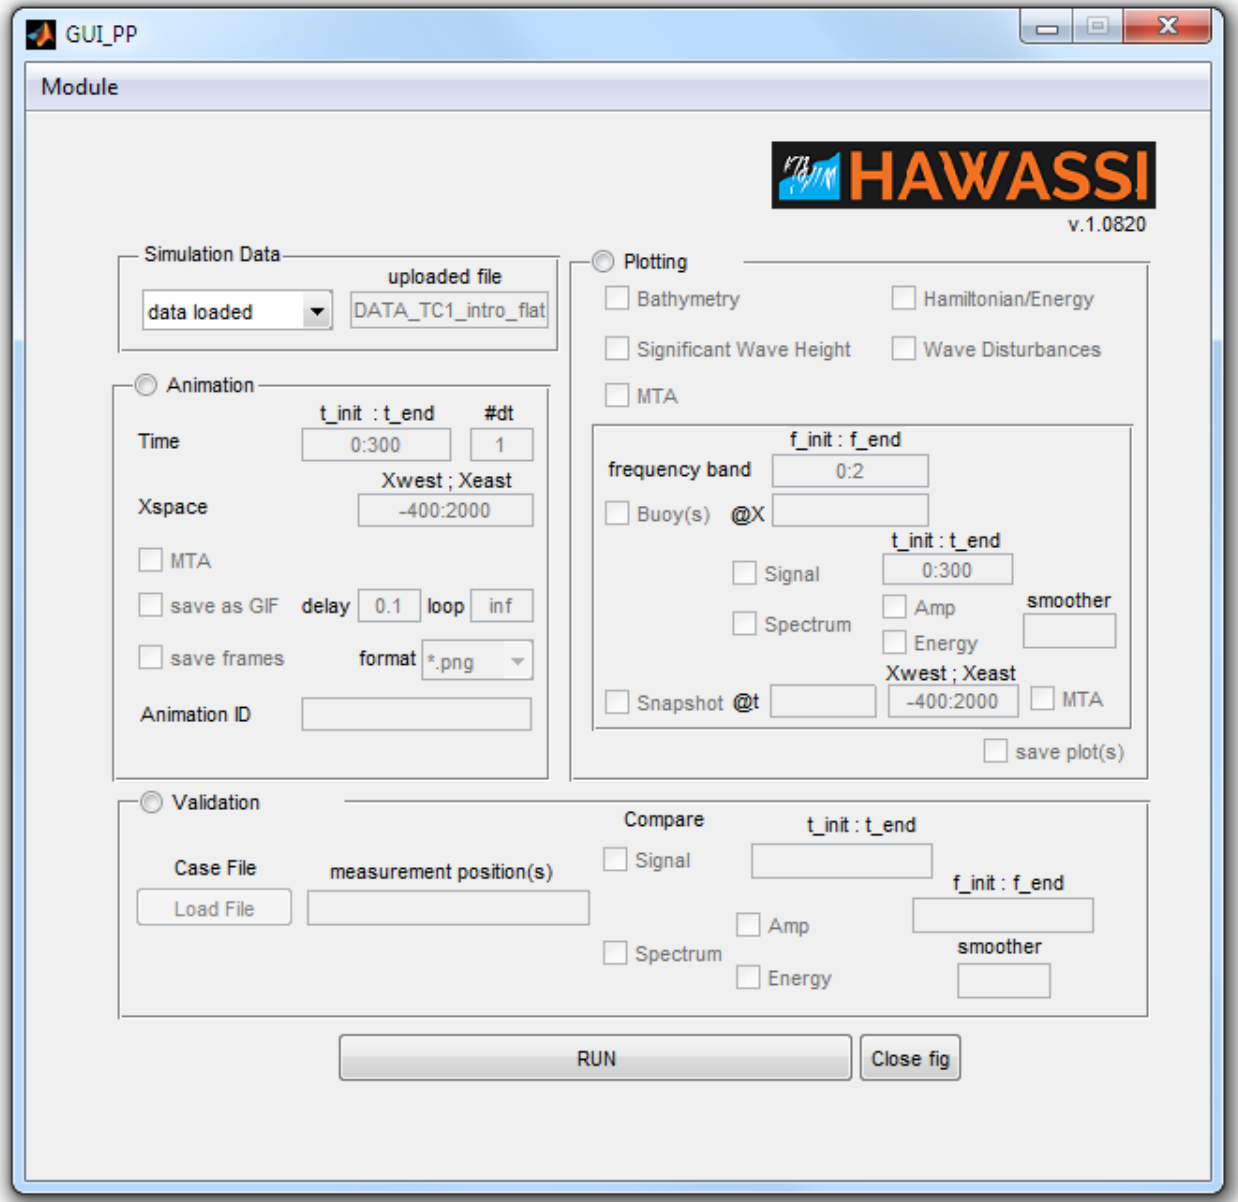 GUI_PP
Module
HAWASSI
v.1.0820
Simulation Data
uploaded file
data loaded
DATA_TC1_intro_flat
Animation
t_init : t_end #dt
Time 0:300 1
Xwest ; Xeast
Xspace -400:2000
MTA
save as GIF delay 0.1 loop inf
save frames format *.png
Animation ID
Plotting
Bathymetry Hamiltonian/Energy
Significant Wave Height Wave Disturbances
MTA
f_init : f_end
frequency band 0:2
Buoy(s) @X
t_init : t_end
Signal 0:300
Amp smoother
Spectrum
Energy
Xwest ; Xeast
Snapshot @t -400:2000 MTA
save plot(s)
Validation
Compare t_init : t_end
Case File measurement position(s) Signal
Load File
f_init : f_end
Amp
Spectrum smoother
Energy
RUN Close fig